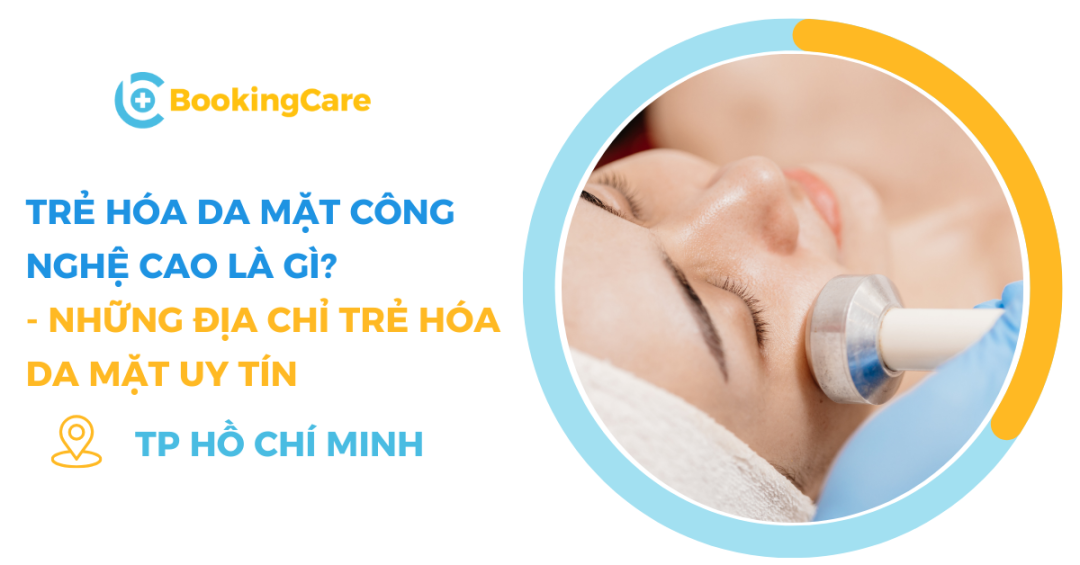 BookingCare
TRẺ HÓA DA MẶT CÔNG
NGHỆ CAO LÀ GÌ?
- NHỮNG ĐỊA CHỈ TRẺ HÓA
DA MẶT UY TÍN
TP HỒ CHÍ MINH